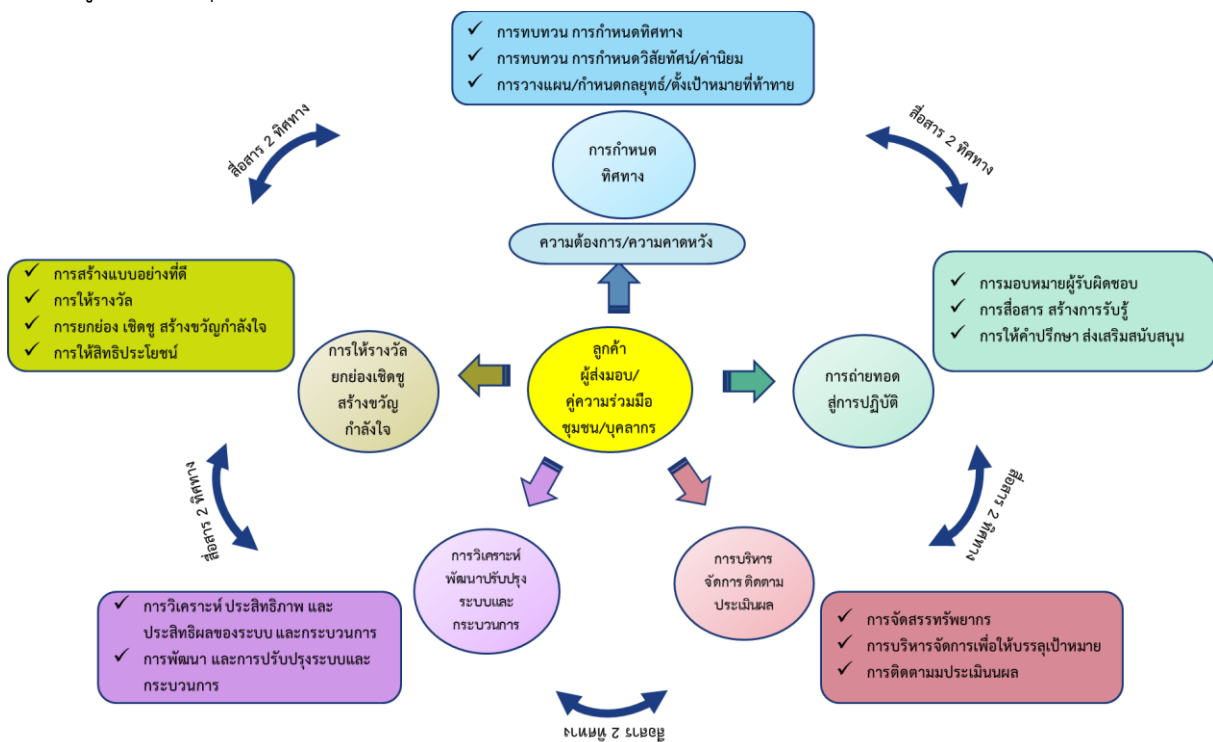 การทบทวน การกำหนดทิศทาง
การทบทวน การกำหนดวิสัยทัศน์/ค่านิยม
การวางแผน/กำหนดกลยุทธ์/ตั้งเป้าหมายที่ท้าทาย
สื่อสาร 2 ทิศทาง
สื่อสาร 2 ทิศทาง
การกำหนด
ทิศทาง
ความต้องการ/ความคาดหวัง
การสร้างแบบอย่างที่ดี
การให้รางวัล
การยกย่อง เชิดชู สร้างขวัญกำลังใจ
การให้สิทธิประโยชน์
การมอบหมายผู้รับผิดชอบ
การสื่อสาร สร้างการรับรู้
การให้คำปรึกษา ส่งเสริมสนับสนุน
การให้รางวัล
ยกย่องเชิดชู
สร้างขวัญ
กำลังใจ
ลูกค้า
ผู้ส่งมอบ/
คู่ความร่วมมือ
ชุมชน/บุคลากร
การถ่ายทอด
สู่การปฏิบัติ
สื่อสาร 2 ทิศทาง
สื่อสาร 2 ทิศทาง
การวิเคราะห์
พัฒนาปรับปรุง
ระบบและ
กระบวนการ
การบริหาร
จัดการ ติดตาม
ประเมินผล
การวิเคราะห์ ประสิทธิภาพ และ
ประสิทธิผลของระบบ และกระบวนการ
การพัฒนา และการปรับปรุงระบบและ
กระบวนการ
การจัดสรรทรัพยากร
การบริหารจัดการเพื่อให้บรรลุเป้าหมาย
การติดตามมประเมินนผล
สื่อสาร 2 ทิศทาง